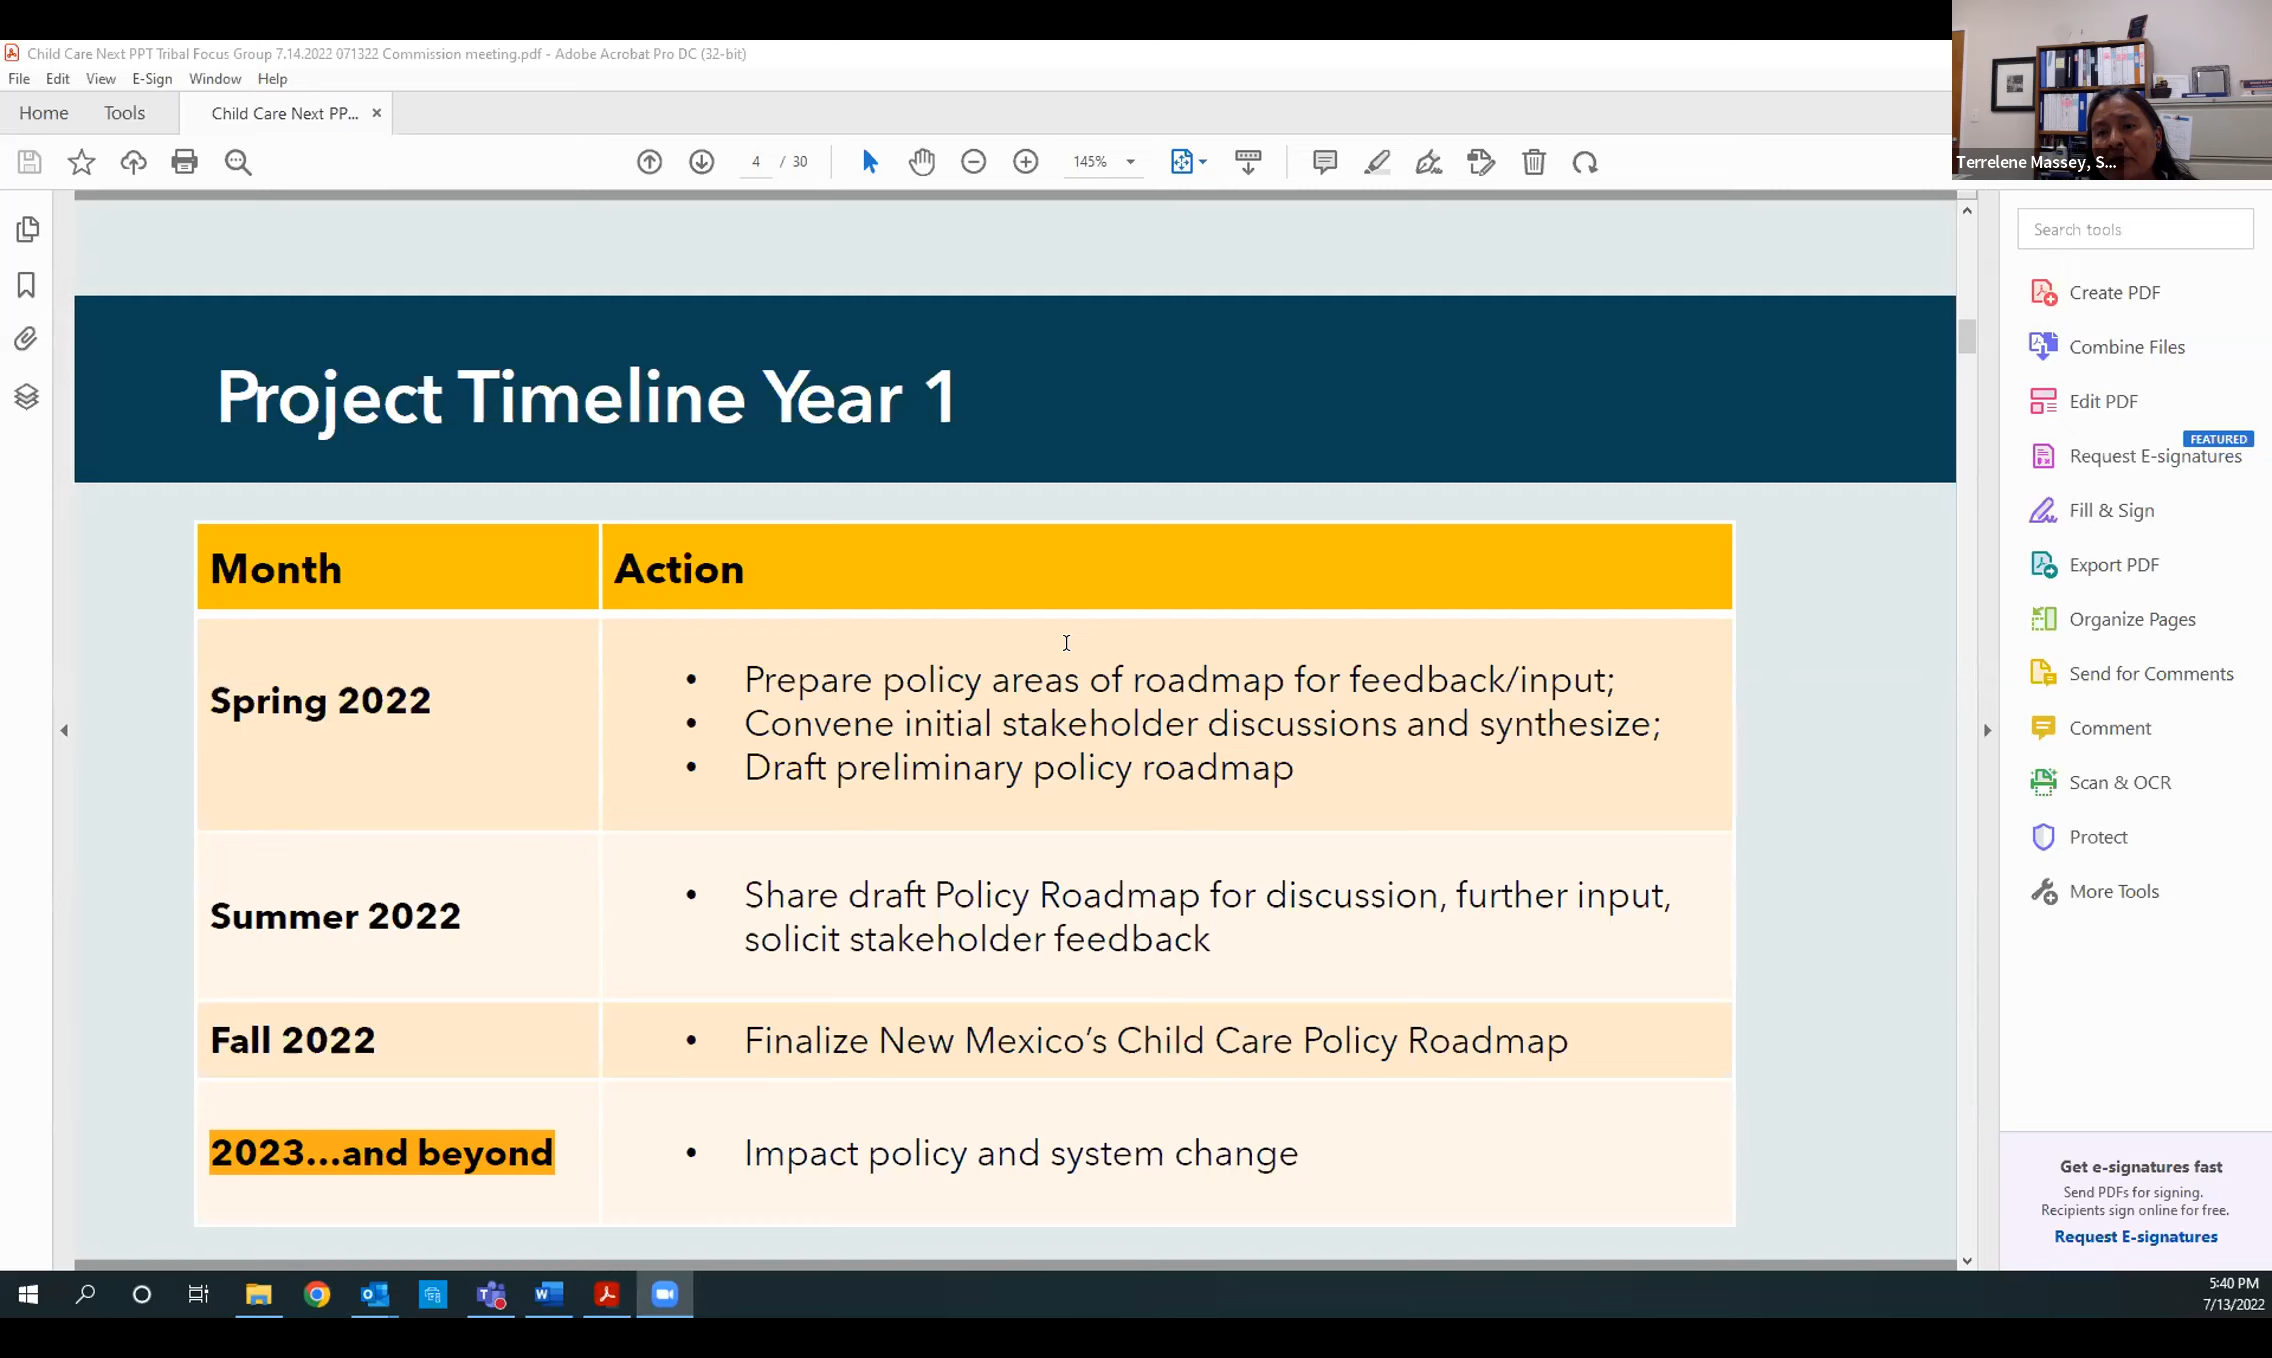 Child Care Next PPT Tribal Focus Group 7.14.2022 071322 Commission meeting.pdf - Adobe Acrobat Pro DC (32-bit)
File Edit View E-Sign Window Help
Home Tools Child Care Next PP... ×
4 / 30 145%
Terrelene Massey, S...
Project Timeline Year 1
Month Action
Spring 2022
• Prepare policy areas of roadmap for feedback/input;
• Convene initial stakeholder discussions and synthesize;
• Draft preliminary policy roadmap
Summer 2022
• Share draft Policy Roadmap for discussion, further input,
solicit stakeholder feedback
Fall 2022
• Finalize New Mexico's Child Care Policy Roadmap
2023...and beyond
• Impact policy and system change
Search tools
Create PDF
Combine Files
Edit PDF
FEATURED
Request E-signatures
Fill & Sign
Export PDF
Organize Pages
Send for Comments
Comment
Scan & OCR
Protect
More Tools
Get e-signatures fast
Send PDFs for signing.
Recipients sign online for free.
Request E-signatures
5:40 PM
7/13/2022